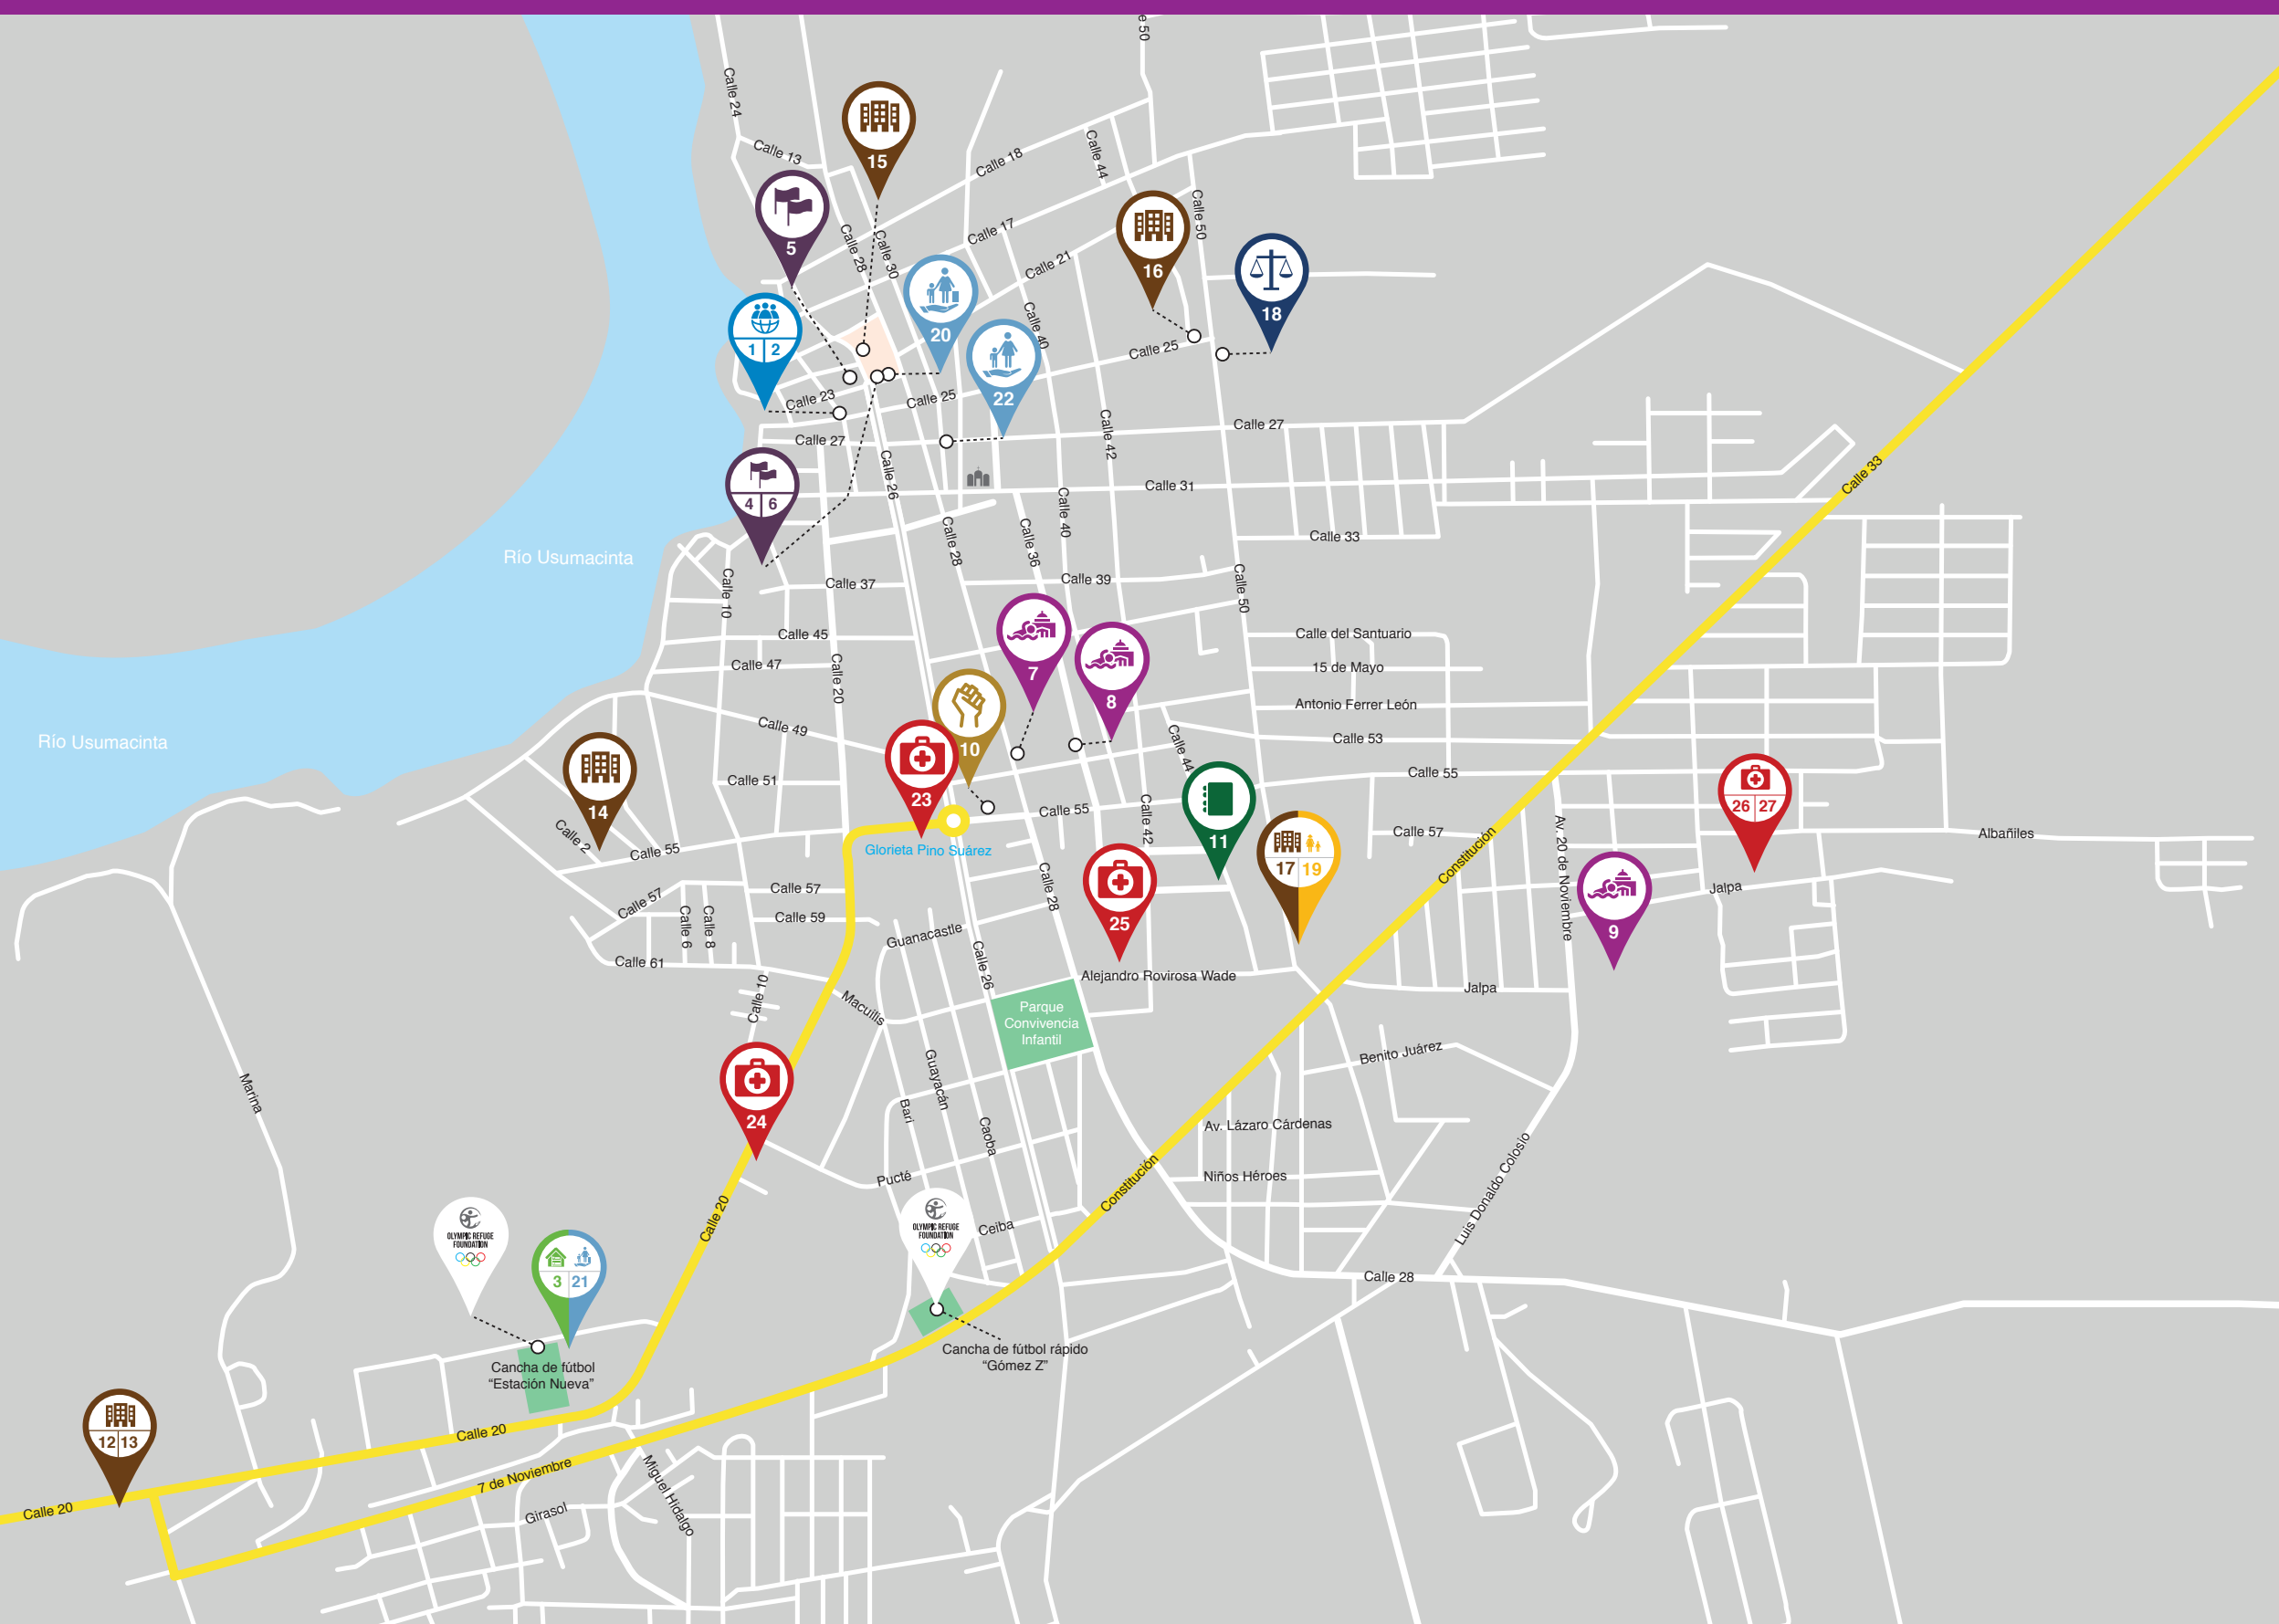 e 50
Calle 24
Calle 13
15
Calle 18
Calle 44
5
Calle 28
Calle 30
Calle 17
Calle 21
Calle 50
16
18
1 2
20
Calle 40
22
Calle 25
Calle 23
Calle 25
Calle 27
Calle 27
Calle 42
Calle 33
4 6
Calle 26
Calle 31
Calle 40
Calle 28
Calle 36
Calle 33
Río Usumacinta
Calle 10
Calle 37
Calle 39
Calle 50
Calle 45
Calle del Santuario
Calle 47
Calle 20
7
8
15 de Mayo
Antonio Ferrer León
Calle 49
Río Usumacinta
10
Calle 44
Calle 53
Calle 51
Calle 55
14
23
Calle 55
Calle 42
11
26 27
Calle 2
Calle 55
Glorieta Pino Suárez
Calle 57
Constitución
Av. 20 de Noviembre
Albañiles
17 19
Calle 57
Calle 57
Calle 28
Jalpa
Calle 6
Calle 8
Calle 59
Guanacastle
25
9
Calle 61
Calle 26
Alejandro Rovirosa Wade
Jalpa
Calle 10
Macuilis
Parque
Convivencia
Infantil
Benito Juárez
Marina
Guayacán
Bari
24
Caoba
Av. Lázaro Cárdenas
Pucté
Constitución
Niños Héroes
Luis Donaldo Colosio
Calle 20
OLYMPIC REFUGE
FOUNDATION
OLYMPIC REFUGE
FOUNDATION
Ceiba
3 21
Calle 28
Cancha de fútbol
“Estación Nueva”
Cancha de fútbol rápido
“Gómez Z”
12 13
Calle 20
7 de Noviembre
Miguel Hidalgo
Calle 20
Girasol